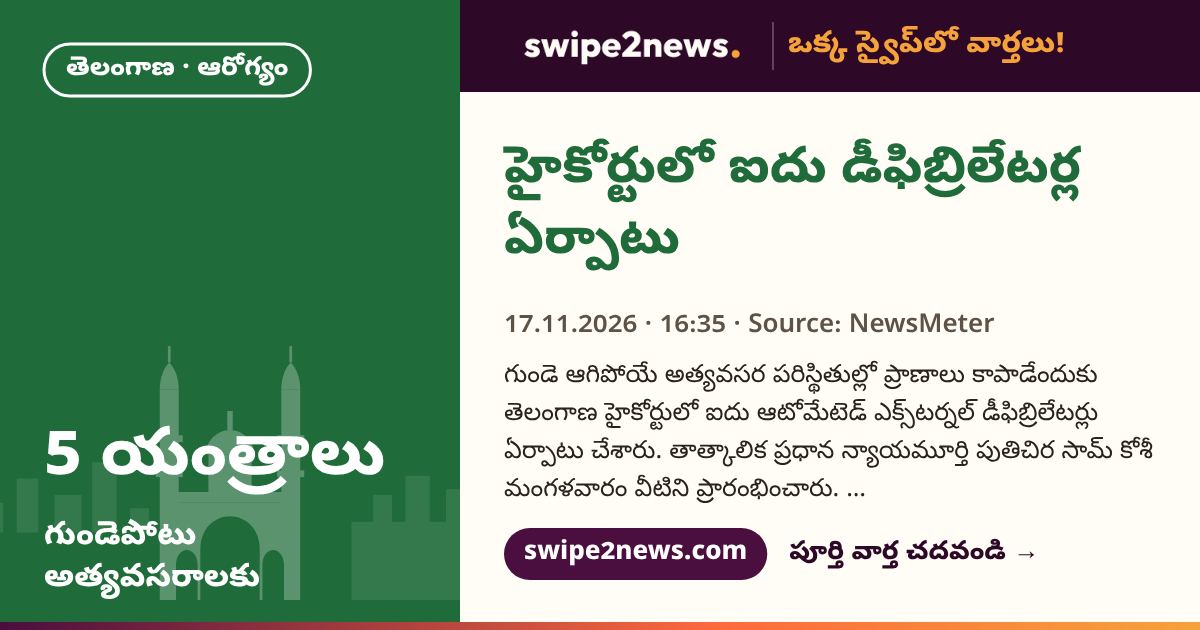 తెలంగాణ · ఆరోగ్యం
5 యంత్రాలు
గుండెపోటు
అత్యవసరాలకు
swipe2news. ఒక్క స్వైప్‌లో వార్తలు!
హైకోర్టులో ఐదు డీఫిబ్రిలేటర్ల
ఏర్పాటు
17.11.2026 · 16:35 · Source: NewsMeter
గుండె ఆగిపోయే అత్యవసర పరిస్థితుల్లో ప్రాణాలు కాపాడేందుకు
తెలంగాణ హైకోర్టులో ఐదు ఆటోమేటెడ్ ఎక్స్‌టర్నల్ డీఫిబ్రిలేటర్లు
ఏర్పాటు చేశారు. తాత్కాలిక ప్రధాన న్యాయమూర్తి పుతిచిర సామ్ కోశీ
మంగళవారం వీటిని ప్రారంభించారు. ...
swipe2news.com పూర్తి వార్త చదవండి →